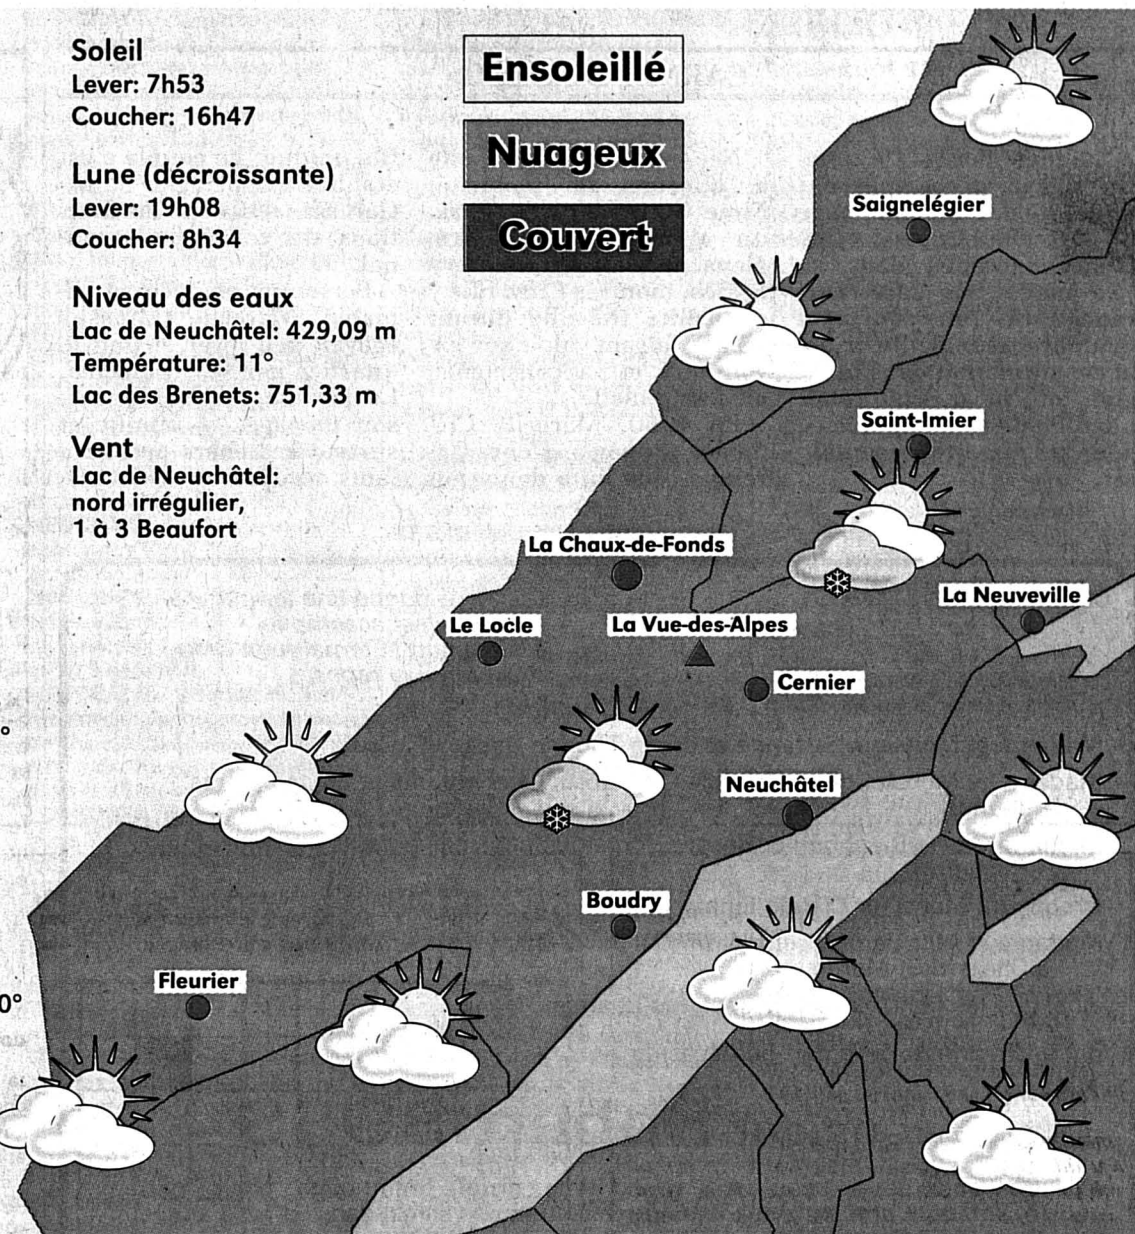 Soleil
Lever: 7h53
Coucher: 16h47
Lune (décroissante)
Lever: 19h08
Coucher: 8h34
Niveau des eaux
Lac de Neuchâtel: 429,09 m
Température: 11°
Lac des Brenets: 751,33 m
Vent
Lac de Neuchâtel:
nord irrégulier,
1 à 3 Beaufort
Ensoleillé
Nuageux
Couvert
Saignelégier
Saint-Imier
La Chaux-de-Fonds
La Neuveville
Le Locle
La Vue-des-Alpes
Cernier
Neuchâtel
Boudry
Fleurier
0°